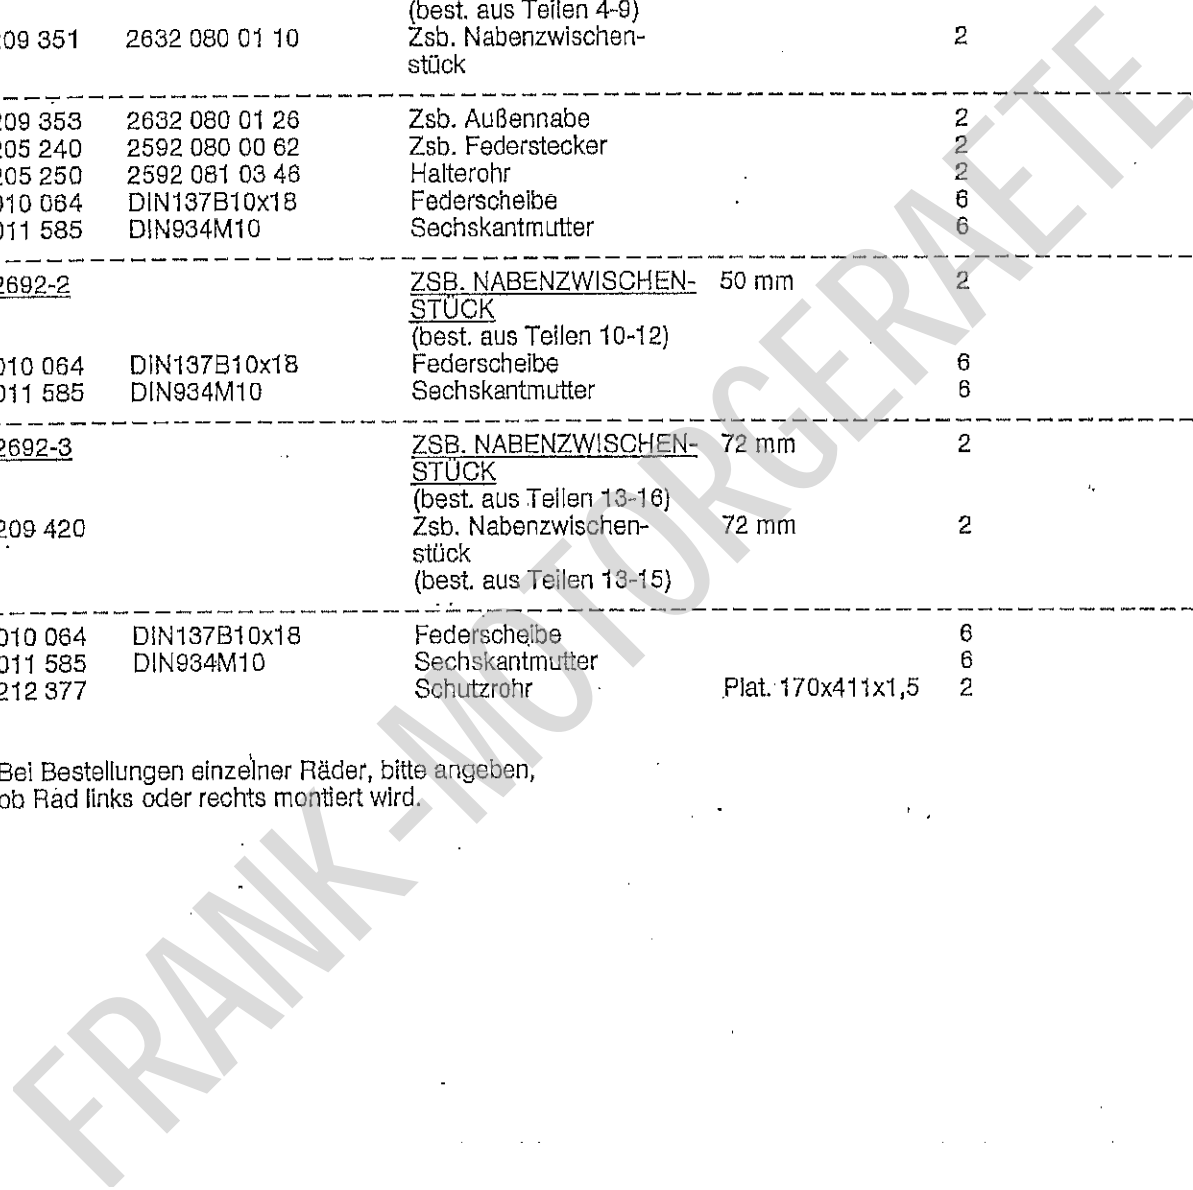 (best. aus Teilen 4-9)
209 351 2632 080 01 10 Zsb. Nabenzwischen- 2
stück
209 353 2632 080 01 26 Zsb. Außennabe 2
205 240 2592 080 00 62 Zsb. Federstecker 2
205 250 2592 081 03 46 Halterohr 2
010 064 DIN137B10x18 Federscheibe 6
011 585 DIN934M10 Sechskantmutter 6
2692-2 ZSB. NABENZWISCHEN- 50 mm 2
STÜCK
(best. aus Teilen 10-12)
010 064 DIN137B10x18 Federscheibe 6
011 585 DIN934M10 Sechskantmutter 6
2692-3 ZSB. NABENZWISCHEN- 72 mm 2
STÜCK
(best. aus Teilen 13-16)
209 420 Zsb. Nabenzwischen- 72 mm 2
stück
(best. aus Teilen 13-15)
010 064 DIN137B10x18 Federscheibe 6
011 585 DIN934M10 Sechskantmutter 6
212 377 Schutzrohr Plat. 170x411x1,5 2
Bei Bestellungen einzelner Räder, bitte angeben,
ob Rad links oder rechts montiert wird.
FRANK-MOTORGERAETE